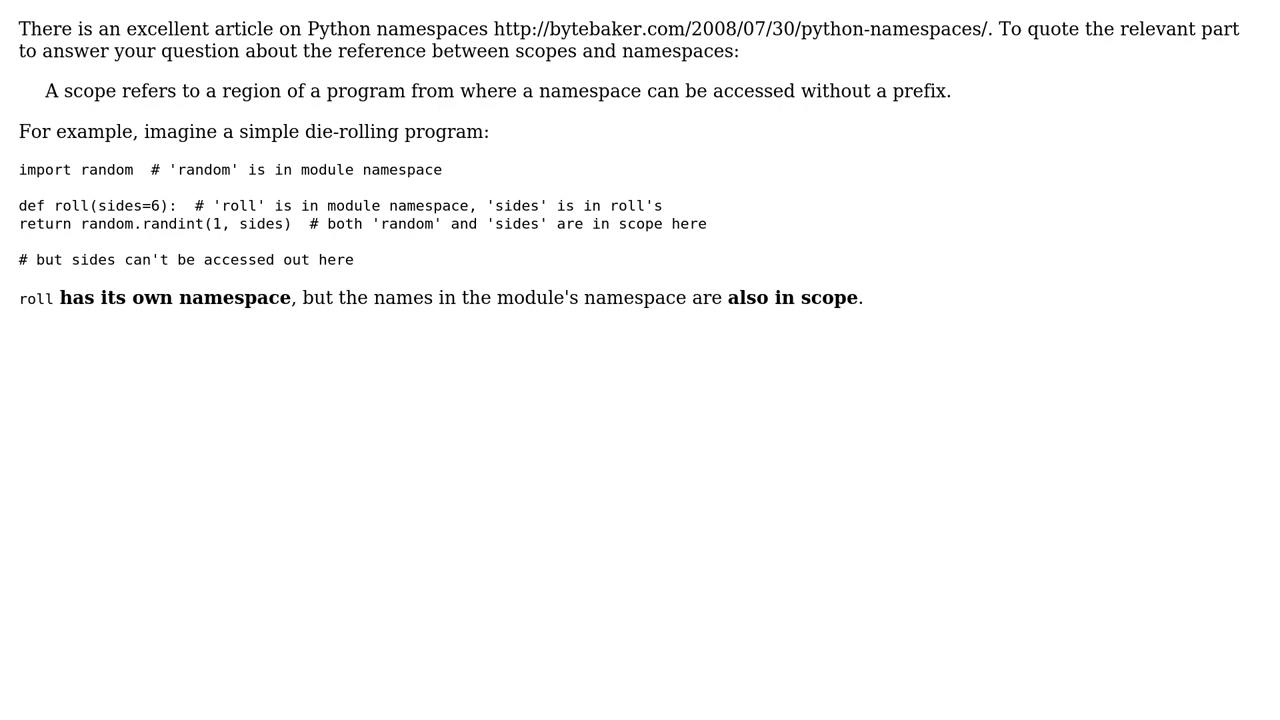 There is an excellent article on Python namespaces http://bytebaker.com/2008/07/30/python-namespaces/. To quote the relevant part
to answer your question about the reference between scopes and namespaces:
A scope refers to a region of a program from where a namespace can be accessed without a prefix.
For example, imagine a simple die-rolling program:
import random  # 'random' is in module namespace
def roll(sides=6):  # 'roll' is in module namespace, 'sides' is in roll's
return random.randint(1, sides)  # both 'random' and 'sides' are in scope here
# but sides can't be accessed out here
roll has its own namespace, but the names in the module's namespace are also in scope.